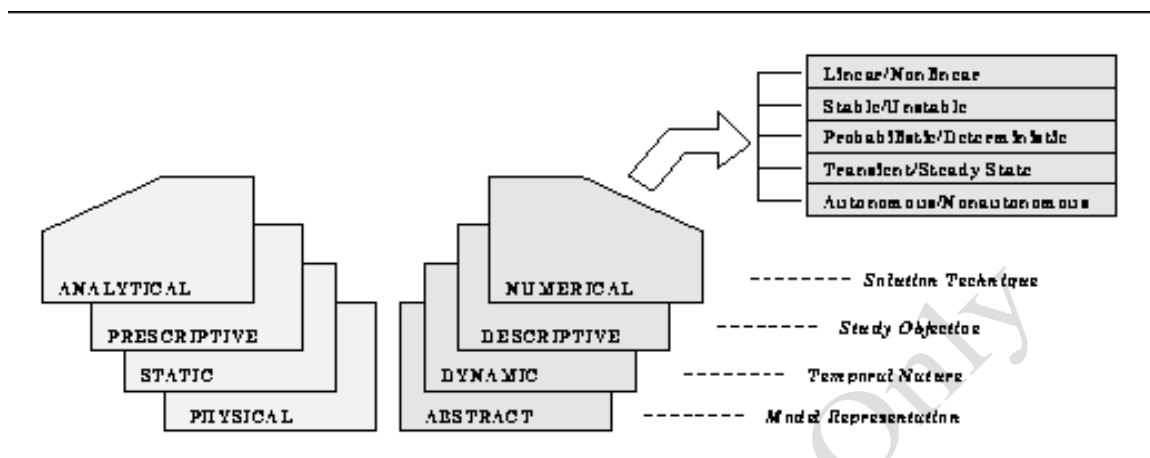 Linear/Nonlinear
Stable/Unstable
Probabilistic/Deterministic
Transient/Steady State
Autonomous/Nonautonomous
ANALYTICAL
NUMERICAL
Solution Technique
PRESCRIPTIVE
DESCRIPTIVE
Study Objective
STATIC
DYNAMIC
Temporal Nature
PHYSICAL
ABSTRACT
Model Representation
Only